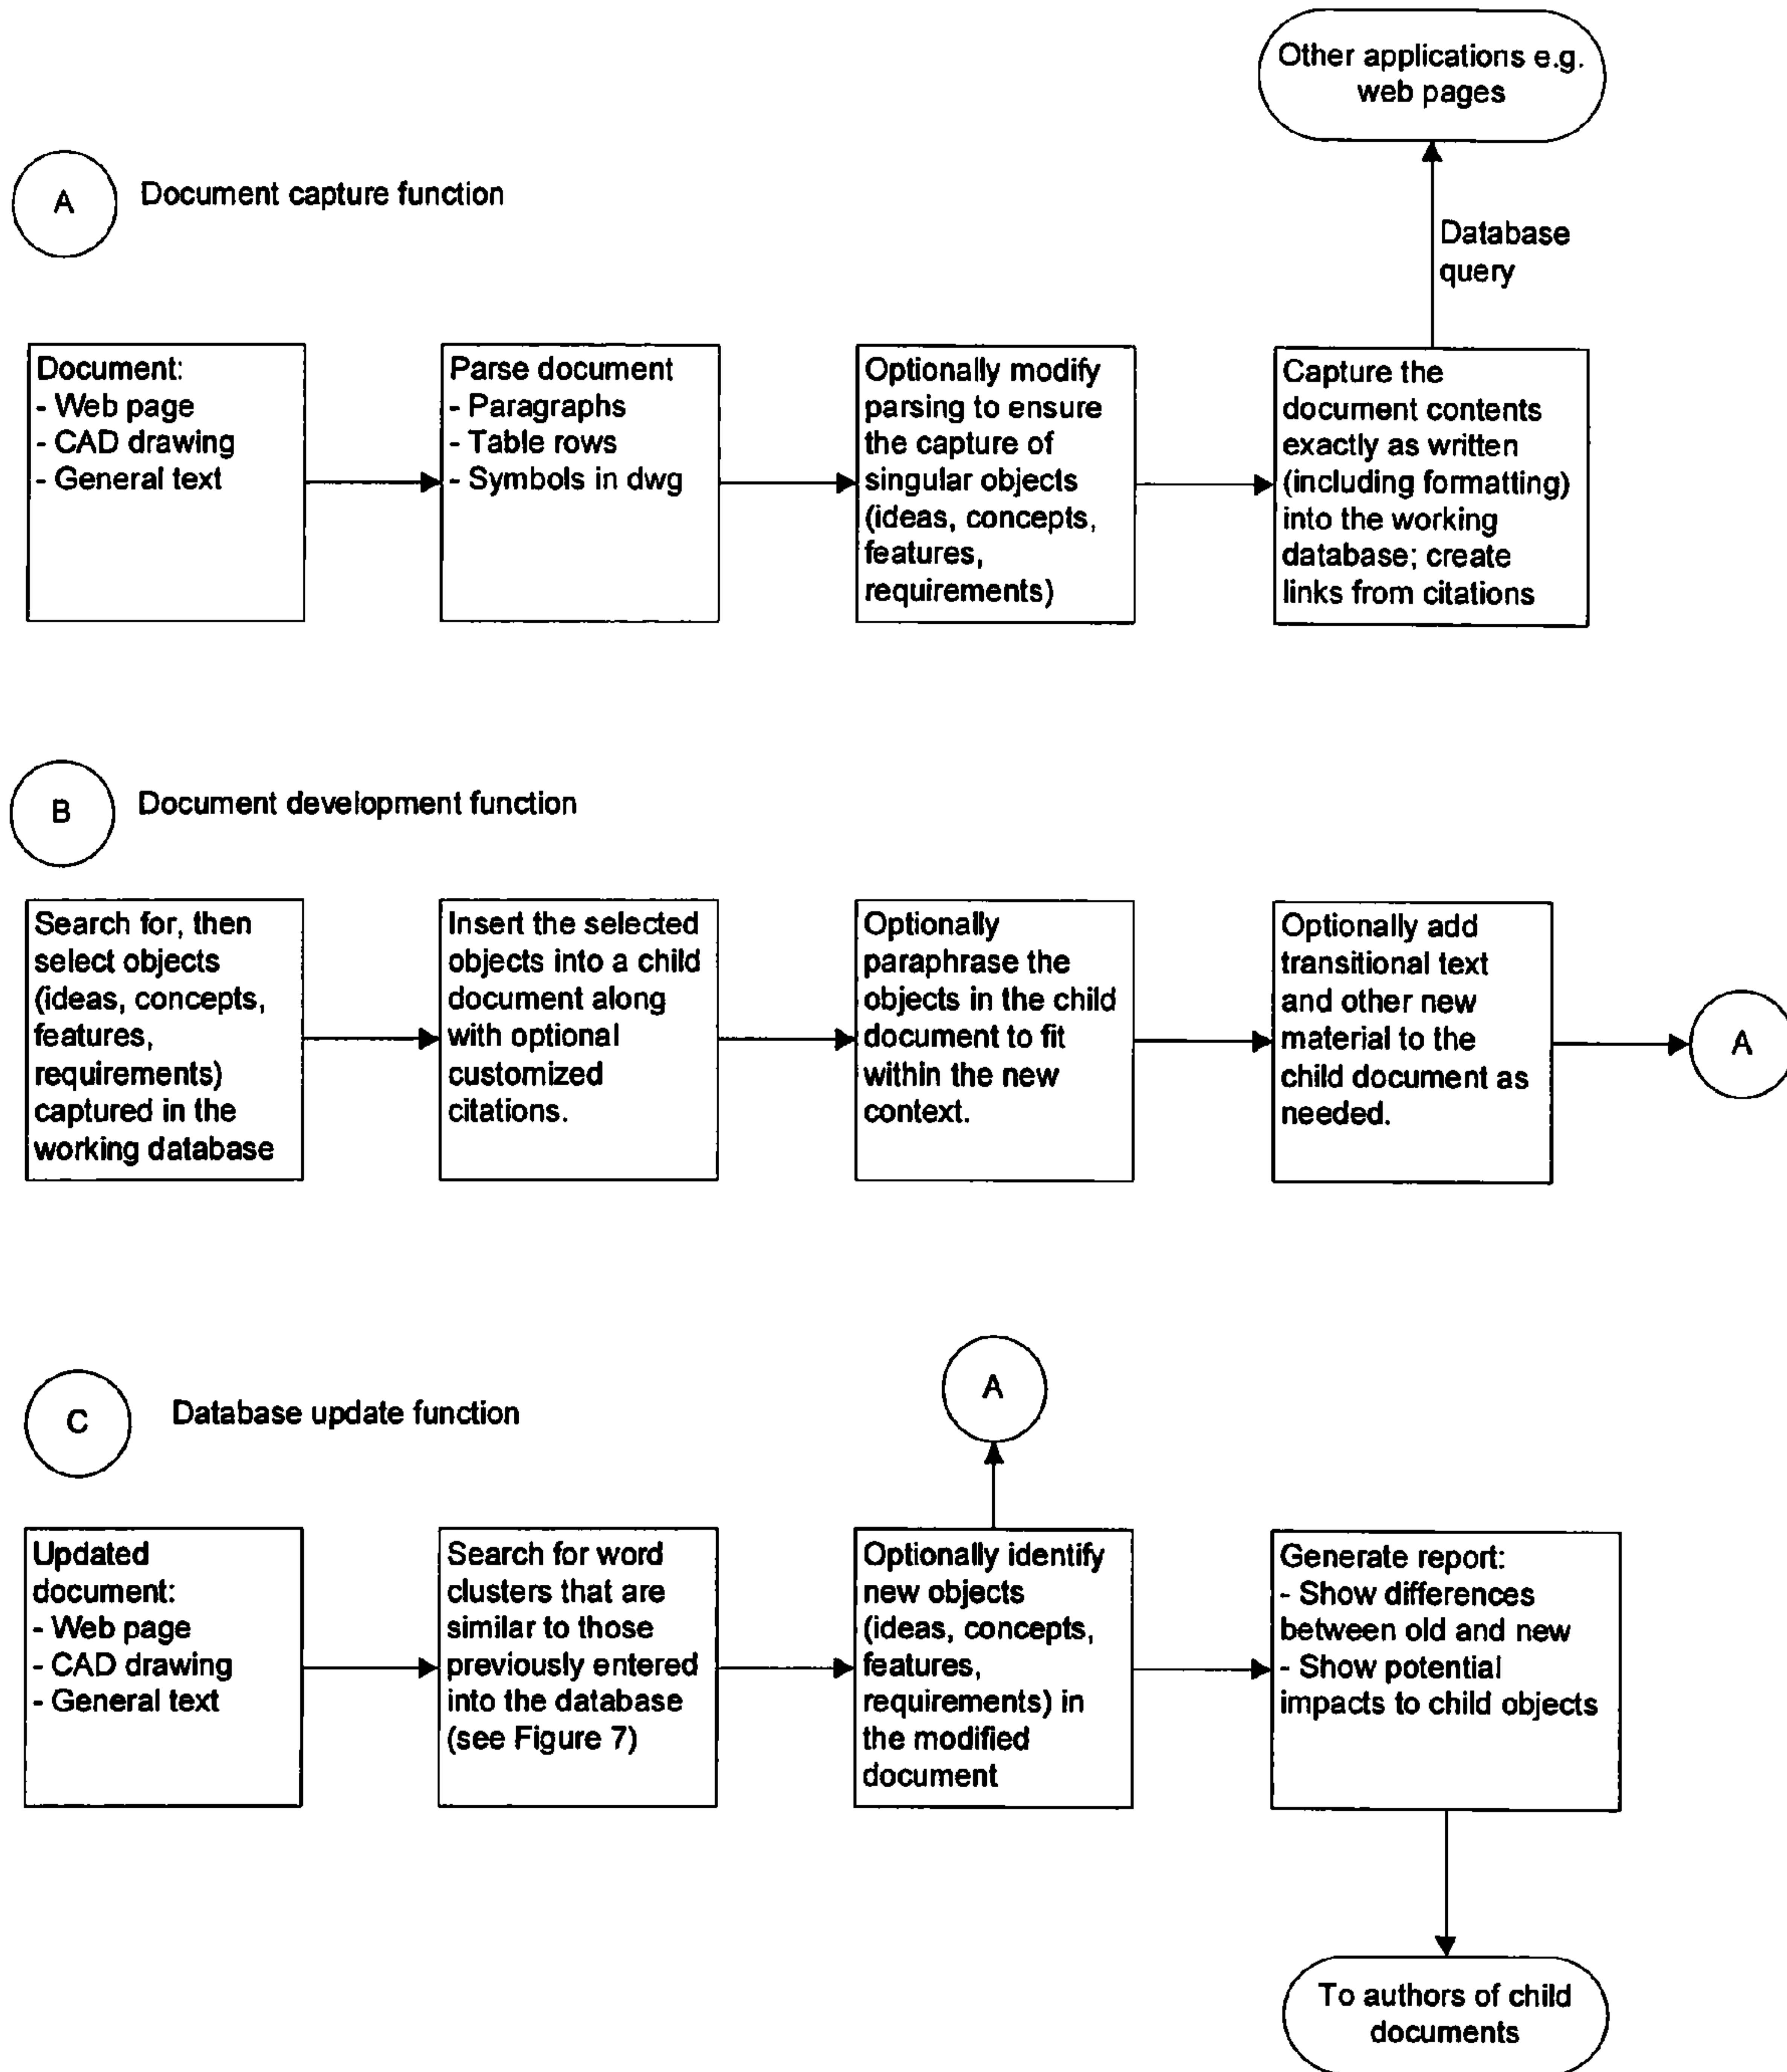 Other applications e.g.
web pages
A
Document capture function
Database
query
Document:
- Web page
- CAD drawing
- General text
Parse document
- Paragraphs
- Table rows
- Symbols in dwg
Optionally modify
parsing to ensure
the capture of
singular objects
(ideas, concepts,
features,
requirements)
Capture the
document contents
exactly as written
(including formatting)
into the working
database; create
links from citations
B
Document development function
Search for, then
select objects
(ideas, concepts,
features,
requirements)
captured in the
working database
Insert the selected
objects into a child
document along
with optional
customized
citations.
Optionally
paraphrase the
objects in the child
document to fit
within the new
context.
Optionally add
transitional text
and other new
material to the
child document as
needed.
A
C
Database update function
A
Updated
document:
- Web page
- CAD drawing
- General text
Search for word
clusters that are
similar to those
previously entered
into the database
(see Figure 7)
Optionally identify
new objects
(ideas, concepts,
features,
requirements) in
the modified
document
Generate report:
- Show differences
between old and new
- Show potential
impacts to child objects
To authors of child
documents